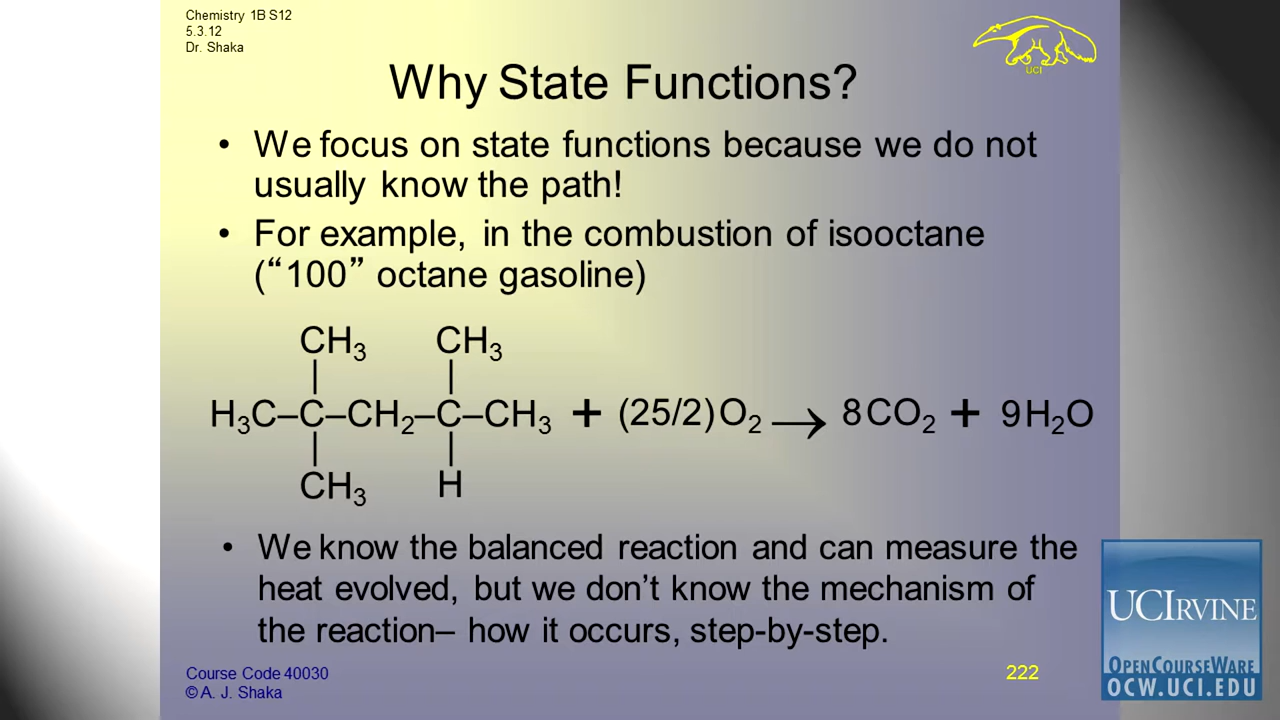 Chemistry 1B S12
5.3.12
Dr. Shaka
UCI
Why State Functions?
• We focus on state functions because we do not
usually know the path!
• For example, in the combustion of isooctane
(“100” octane gasoline)
CH₃ CH₃
H₃C–C–CH₂–C–CH₃ + (25/2)O₂ → 8CO₂ + 9H₂O
CH₃ H
• We know the balanced reaction and can measure the
heat evolved, but we don’t know the mechanism of
the reaction– how it occurs, step-by-step.
Course Code 40030
© A. J. Shaka
222
UCIRVINE
OPENCOURSEWARE
OCW.UCI.EDU